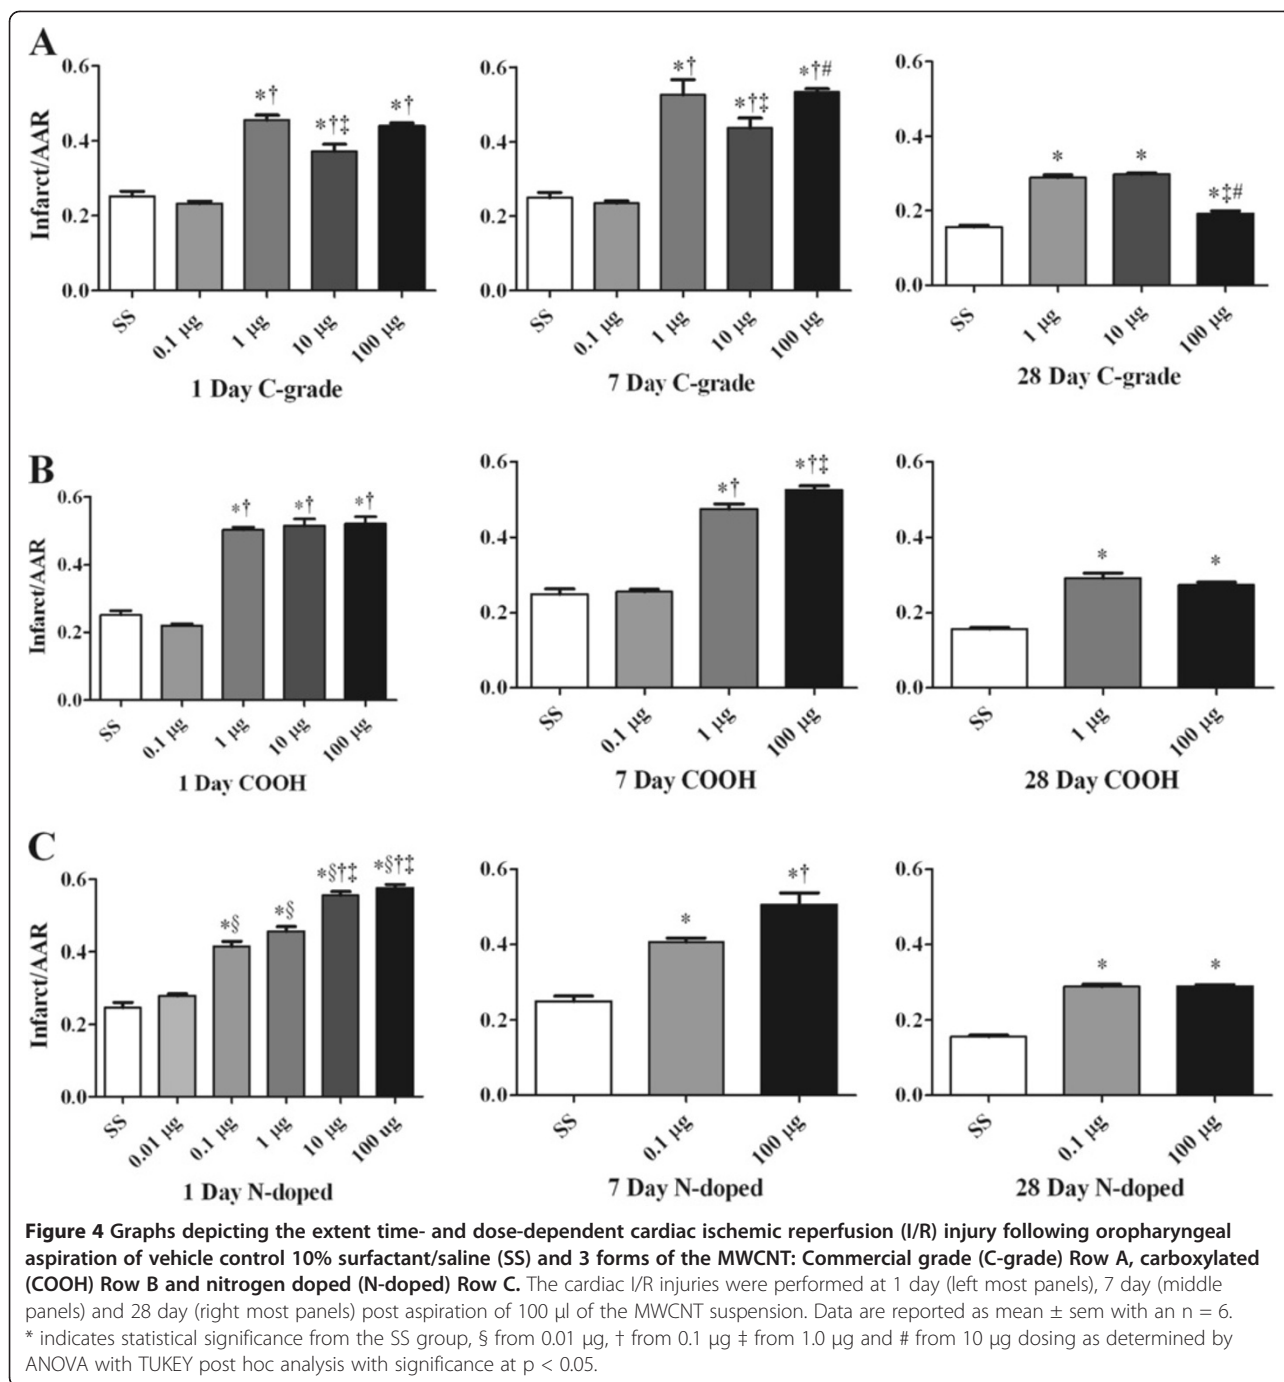 A
0.6
0.4
0.2
0.0
Infarct/AAR
*†
*†‡
*†
SS
0.1 µg
1 µg
10 µg
100 µg
1 Day C-grade
0.6
0.4
0.2
0.0
*†
*†‡
*†#
SS
0.1 µg
1 µg
10 µg
100 µg
7 Day C-grade
0.6
0.4
0.2
0.0
*
*
*‡#
SS
1 µg
10 µg
100 µg
28 Day C-grade
B
0.6
0.4
0.2
0.0
Infarct/AAR
*†
*†
*†
SS
0.1 µg
1 µg
10 µg
100 µg
1 Day COOH
0.6
0.4
0.2
0.0
*†
*†‡
SS
0.1 µg
1 µg
100 µg
7 Day COOH
0.6
0.4
0.2
0.0
*
*
SS
1 µg
100 µg
28 Day COOH
C
0.6
0.4
0.2
0.0
Infarct/AAR
*§
*§
*§†‡
*§†‡
SS
0.01 µg
0.1 µg
1 µg
10 µg
100 ug
1 Day N-doped
0.6
0.4
0.2
0.0
*
*†
SS
0.1 µg
100 µg
7 Day N-doped
0.6
0.4
0.2
0.0
*
*
SS
0.1 µg
100 µg
28 Day N-doped
Figure 4 Graphs depicting the extent time- and dose-dependent cardiac ischemic reperfusion (I/R) injury following oropharyngeal
aspiration of vehicle control 10% surfactant/saline (SS) and 3 forms of the MWCNT: Commercial grade (C-grade) Row A, carboxylated
(COOH) Row B and nitrogen doped (N-doped) Row C. The cardiac I/R injuries were performed at 1 day (left most panels), 7 day (middle
panels) and 28 day (right most panels) post aspiration of 100 µl of the MWCNT suspension. Data are reported as mean ± sem with an n = 6.
* indicates statistical significance from the SS group, § from 0.01 µg, † from 0.1 µg ‡ from 1.0 µg and # from 10 µg dosing as determined by
ANOVA with TUKEY post hoc analysis with significance at p < 0.05.